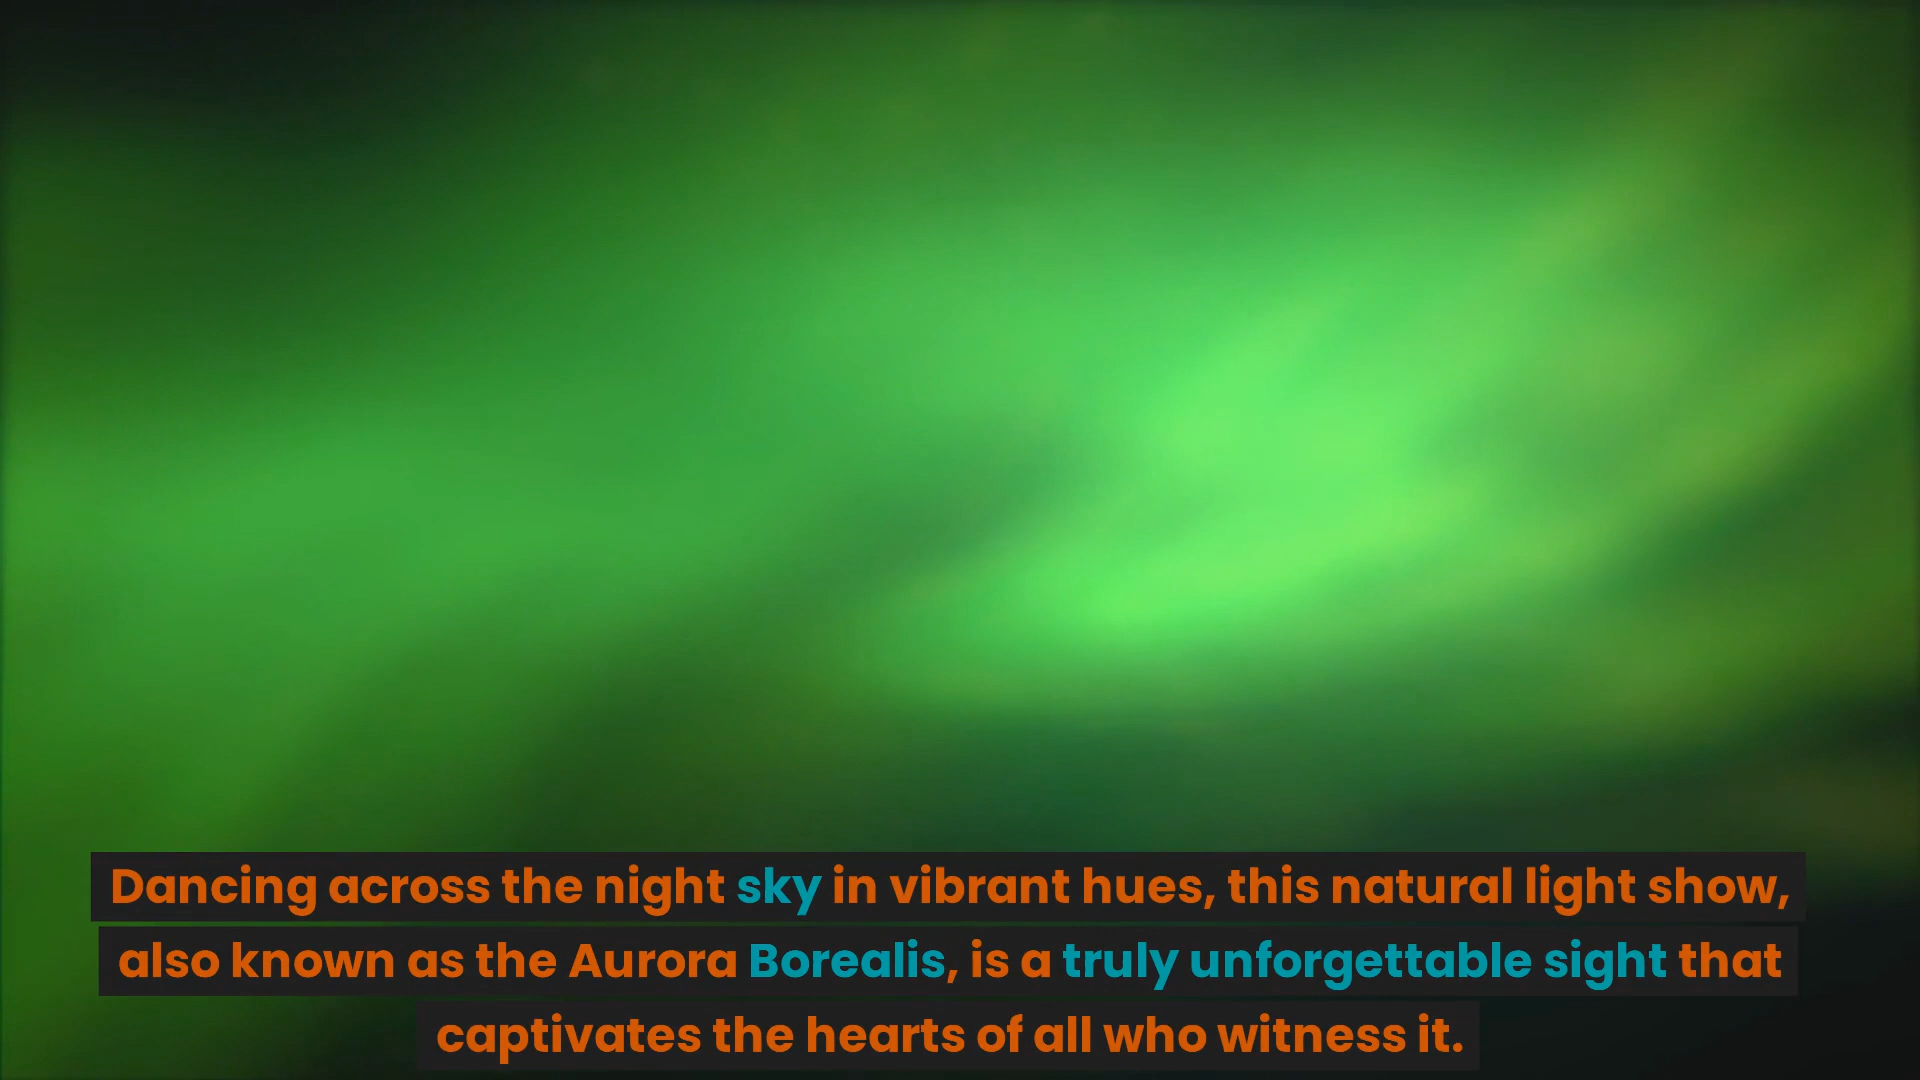 Dancing across the night sky in vibrant hues, this natural light show,
also known as the Aurora Borealis, is a truly unforgettable sight that
captivates the hearts of all who witness it.